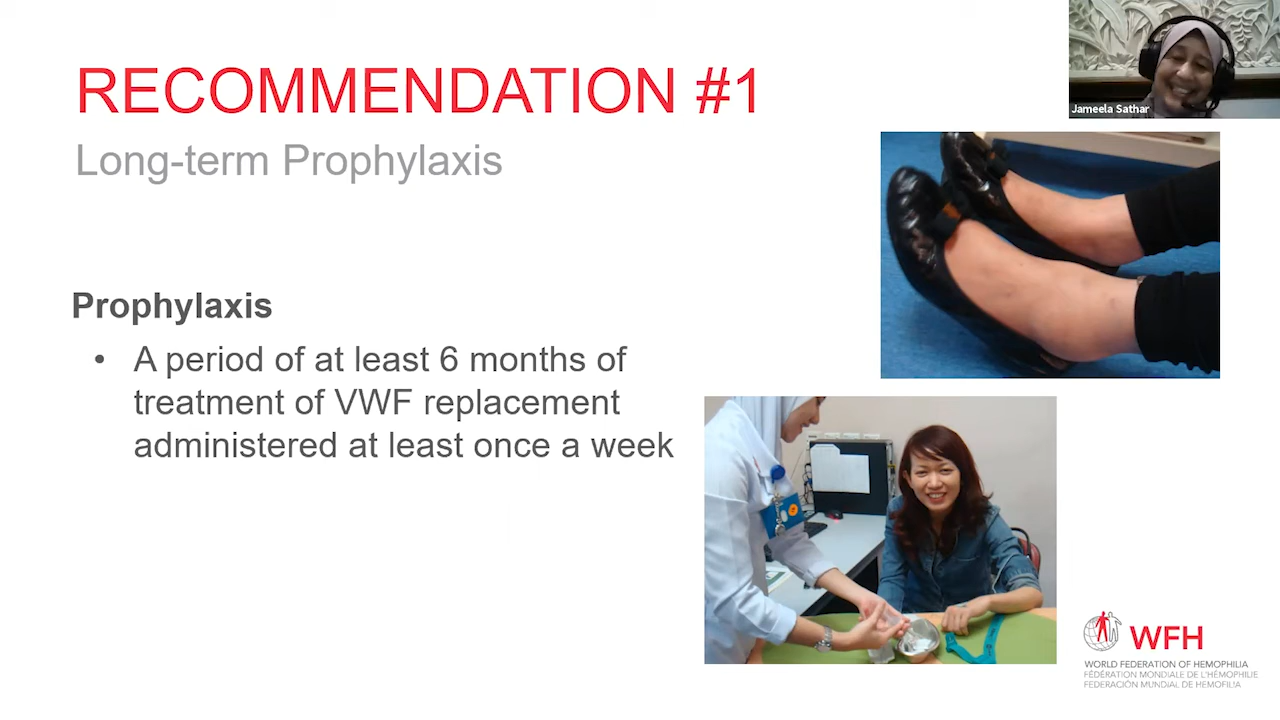 RECOMMENDATION #1
Long-term Prophylaxis
Jameela Sathar
Prophylaxis
• A period of at least 6 months of
treatment of VWF replacement
administered at least once a week
WFH
WORLD FEDERATION OF HEMOPHILIA
FÉDÉRATION MONDIALE DE L'HÉMOPHILIE
FEDERACIÓN MUNDIAL DE HEMOFILIA